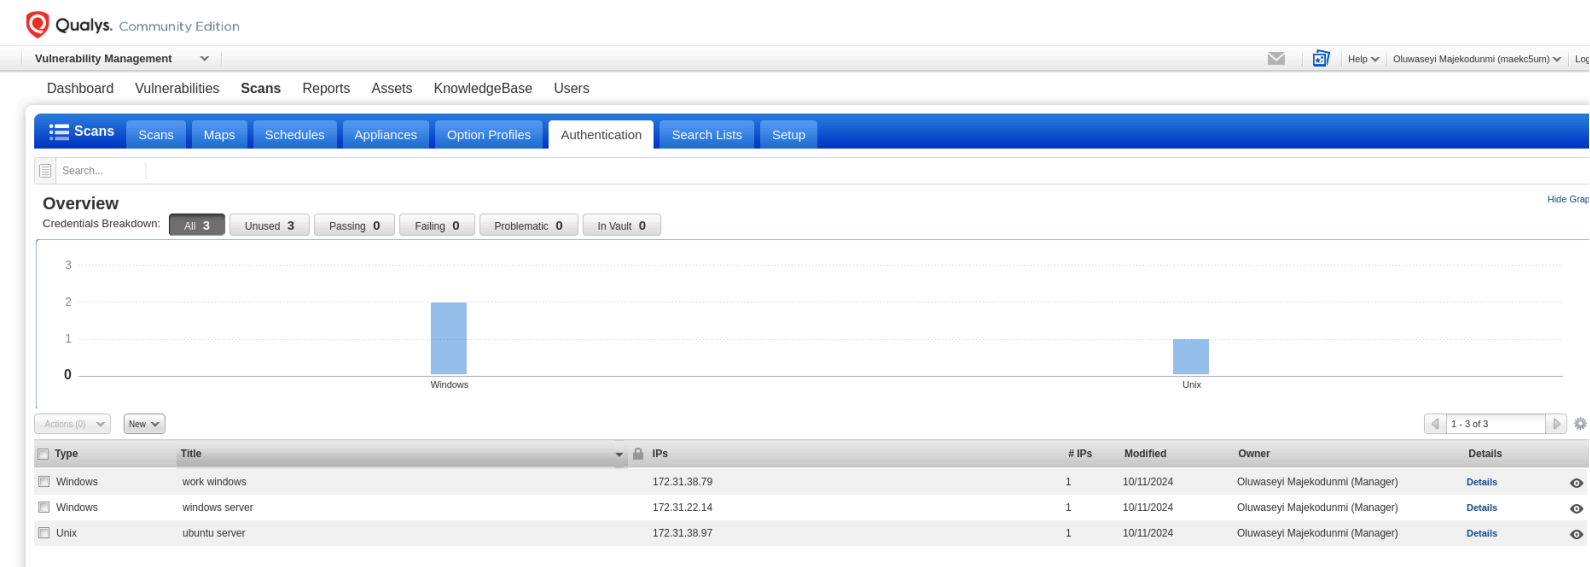 Qualys. Community Edition
Vulnerability Management
Help
Oluwaseyi Majekodunmi (maekc5um)
Log
Dashboard Vulnerabilities Scans Reports Assets KnowledgeBase Users
Scans Scans Maps Schedules Appliances Option Profiles Authentication Search Lists Setup
Search...
Overview
Hide Grap
Credentials Breakdown: All 3 Unused 3 Passing 0 Failing 0 Problematic 0 In Vault 0
3
2
1
0
Windows Unix
Actions (0) New 1 - 3 of 3
Type Title IPs # IPs Modified Owner Details
Windows work windows 172.31.38.79 1 10/11/2024 Oluwaseyi Majekodunmi (Manager) Details
Windows windows server 172.31.22.14 1 10/11/2024 Oluwaseyi Majekodunmi (Manager) Details
Unix ubuntu server 172.31.38.97 1 10/11/2024 Oluwaseyi Majekodunmi (Manager) Details